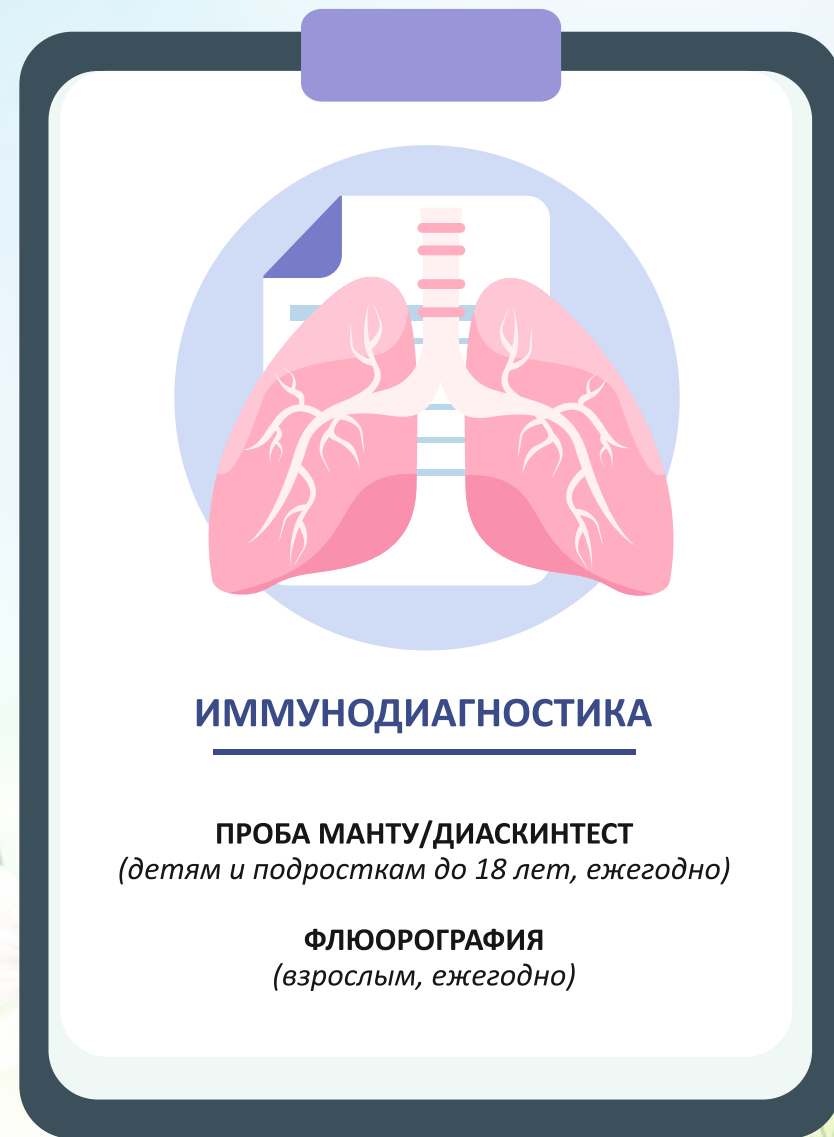 ИММУНОДИАГНОСТИКА
ПРОБА МАНТУ/ДИАСКИНТЕСТ
(детям и подросткам до 18 лет, ежегодно)
ФЛЮОРОГРАФИЯ
(взрослым, ежегодно)